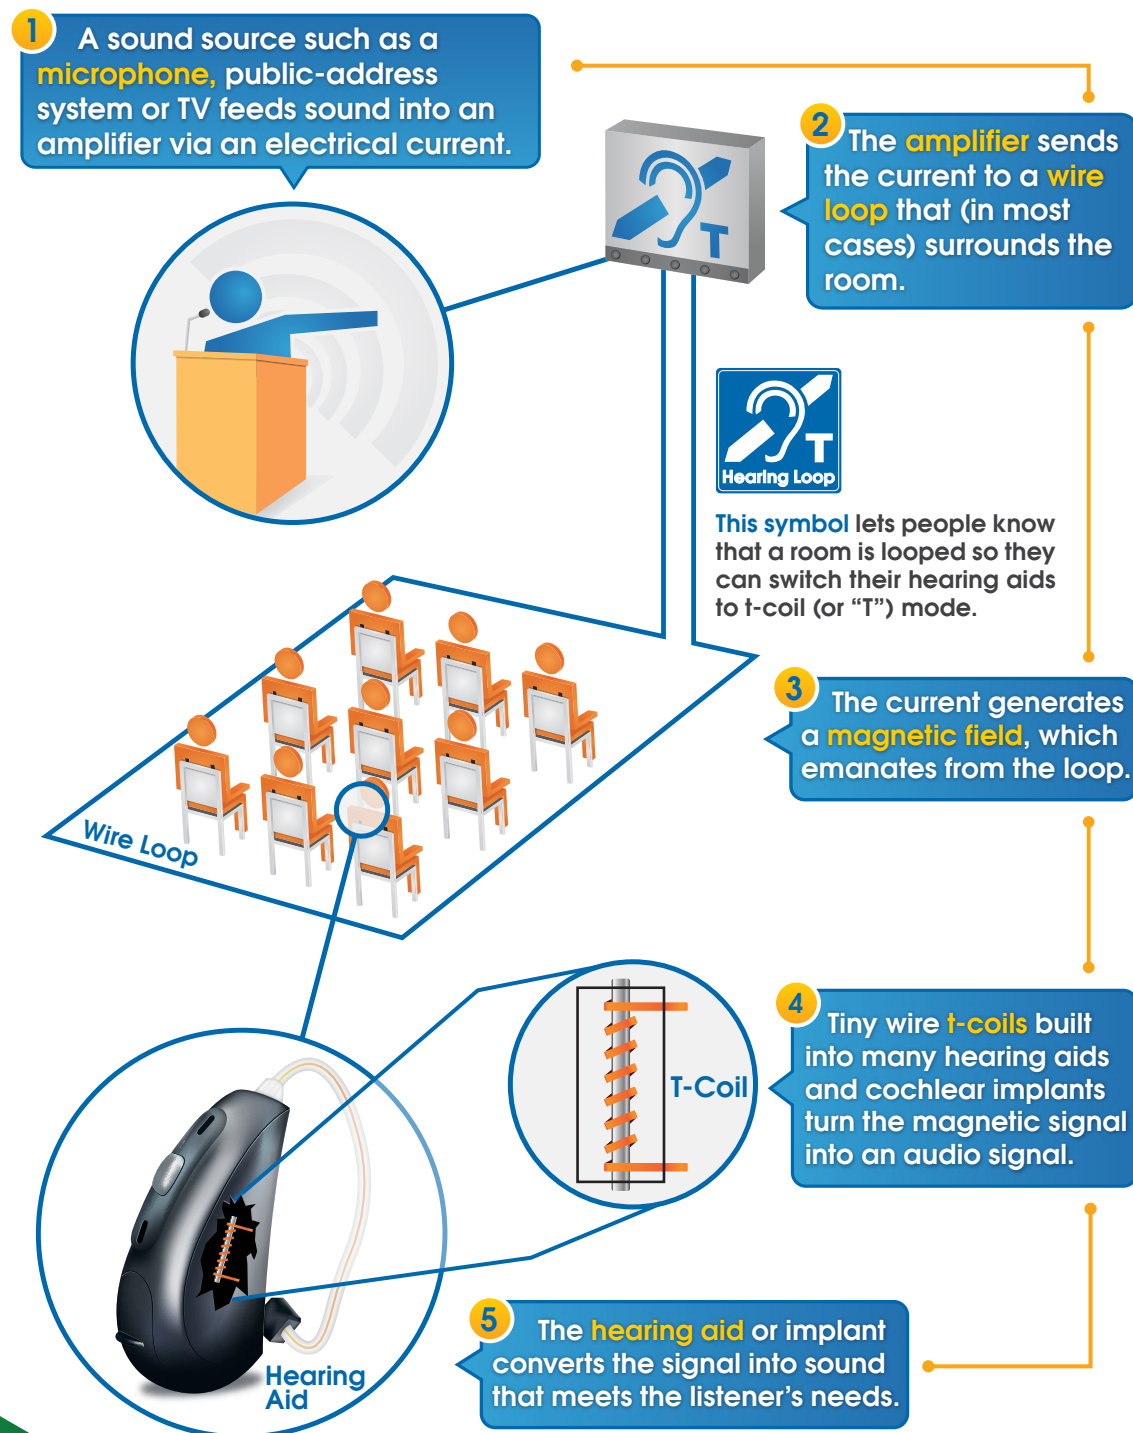 1
A sound source such as a
microphone, public-address
system or TV feeds sound into an
amplifier via an electrical current.
2
The amplifier sends
the current to a wire
loop that (in most
cases) surrounds the
room.
T
T
Hearing Loop
This symbol lets people know
that a room is looped so they
can switch their hearing aids
to t-coil (or “T”) mode.
3
The current generates
a magnetic field, which
emanates from the loop.
Wire Loop
4
Tiny wire t-coils built
into many hearing aids
and cochlear implants
turn the magnetic signal
into an audio signal.
T-Coil
5
The hearing aid or implant
converts the signal into sound
that meets the listener’s needs.
Hearing
Aid